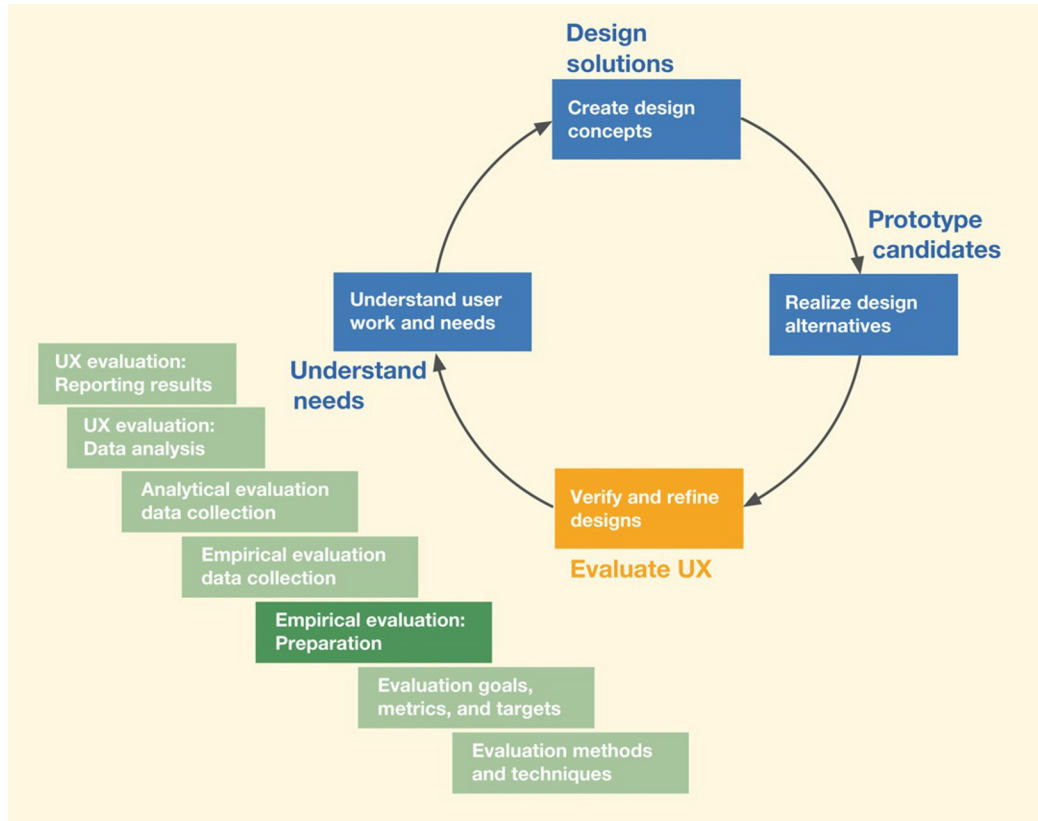 Design
solutions
Create design
concepts
Prototype
candidates
Understand user
work and needs
Realize design
alternatives
UX evaluation:
Reporting results
Understand
needs
UX evaluation:
Data analysis
Analytical evaluation
data collection
Verify and refine
designs
Empirical evaluation
data collection
Evaluate UX
Empirical evaluation:
Preparation
Evaluation goals,
metrics, and targets
Evaluation methods
and techniques